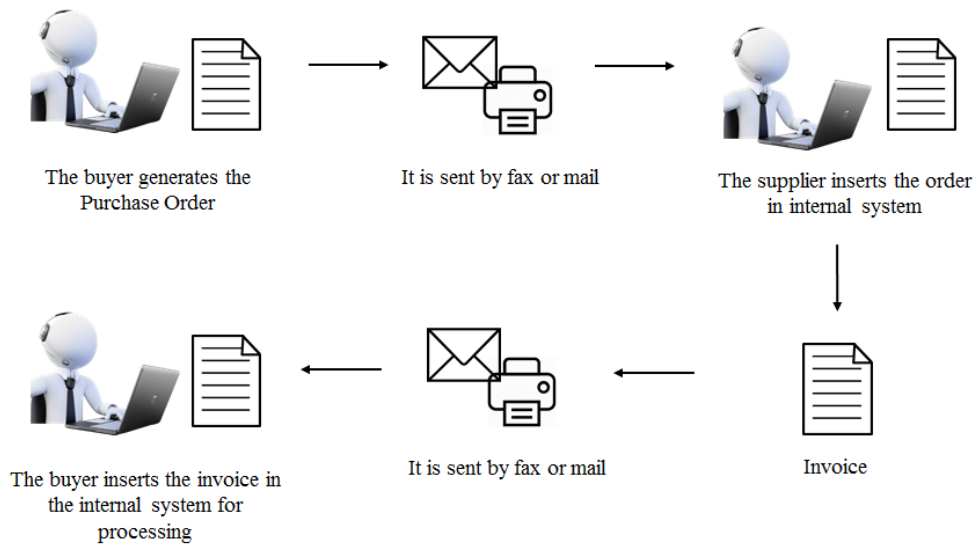 The buyer generates the
Purchase Order
It is sent by fax or mail
The supplier inserts the order
in internal system
Invoice
It is sent by fax or mail
The buyer inserts the invoice in
the internal system for
processing